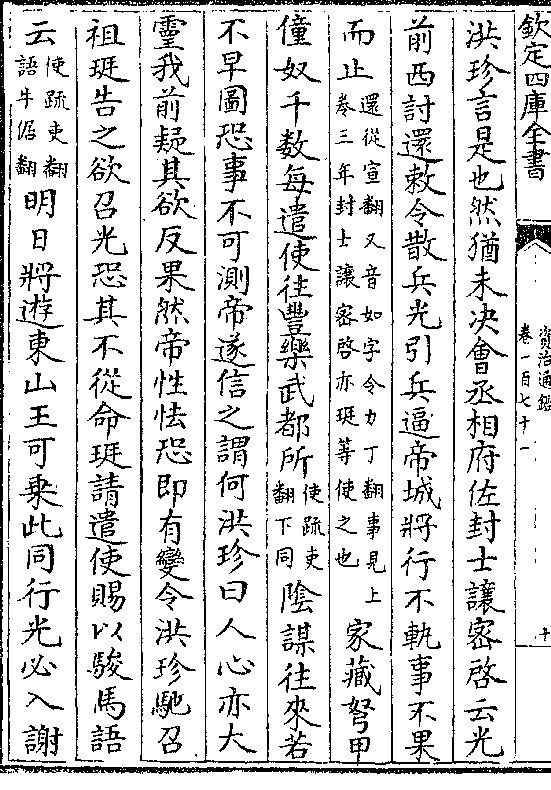 欽定四庫全書
資治通鑑
卷一百七十一
十
洪珍言是也然猶未決會丞相府佐封士讓密啓云光
前西討還敕令散兵光引兵逼帝城將行不軌事不果
而止還從宣翻又音如字令力丁翻事見上
卷三年封士讓密啓亦珽等使之也家藏弩甲
僮奴千數每遣使往豐樂武都所使疏吏
翻下同隂謀往來若
不早圖恐事不可測帝遂信之謂何洪珍曰人心亦大
靈我前疑其欲反果然帝性怯恐即有變令洪珍馳召
祖珽告之欲召光恐其不從命珽請遣使賜以駿馬語
云使疏吏翻
語牛倨翻明日將遊東山王可乗此同行光必入謝